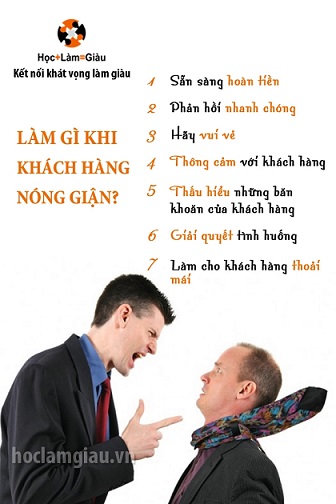 Học+Làm=Giàu
Kết nối khát vọng làm giàu
LÀM GÌ KHI
KHÁCH HÀNG
NÓNG GIẬN?
1 Sẵn sàng hoàn tiền
2 Phản hồi nhanh chóng
3 Hãy vui vẻ
4 Thông cảm với khách hàng
5 Thấu hiểu những băn
khoăn của khách hàng
6 Giải quyết tình huống
7 Làm cho khách hàng thoải
mái
hoclamgiau.vn